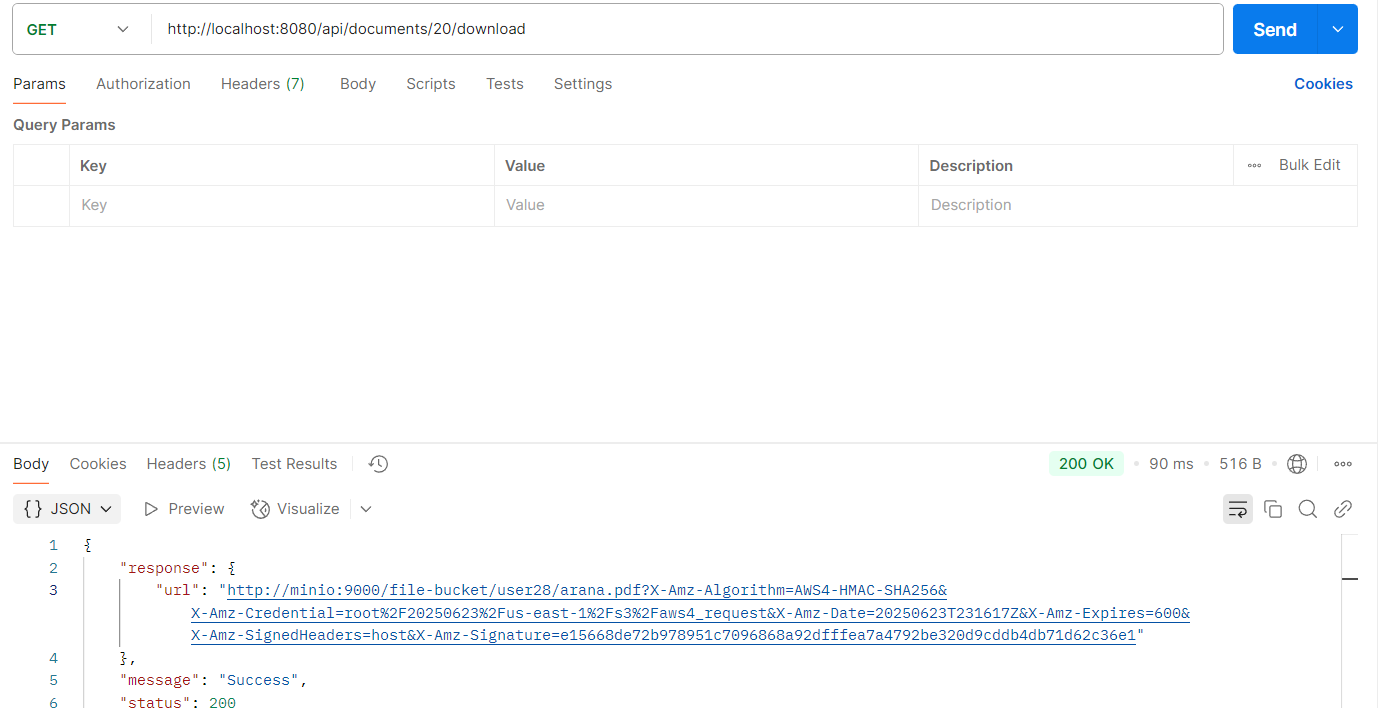 GET http://localhost:8080/api/documents/20/download Send
Params Authorization Headers (7) Body Scripts Tests Settings Cookies
Query Params
Key Value Description Bulk Edit
Key Value Description
Body Cookies Headers (5) Test Results 200 OK 90 ms 516 B
{} JSON Preview Visualize
1 {
2 "response": {
3 "url": "http://minio:9000/file-bucket/user28/arana.pdf?X-Amz-Algorithm=AWS4-HMAC-SHA256&
X-Amz-Credential=root%2F20250623%2Fus-east-1%2Fs3%2Faws4_request&X-Amz-Date=20250623T231617Z&X-Amz-Expires=600&
X-Amz-SignedHeaders=host&X-Amz-Signature=e15668de72b978951c7096868a92dfffea7a4792be320d9cddb4db71d62c36e1"
4 },
5 "message": "Success",
6 "status": 200